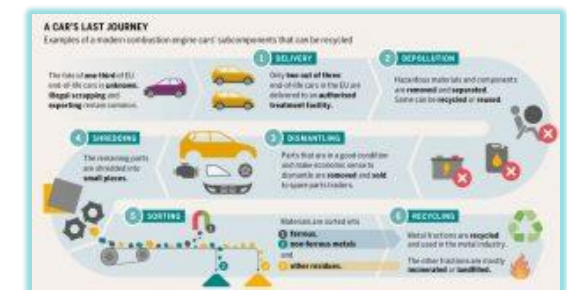 A CAR'S LAST JOURNEY
Examples of a modern combustion engine cars' subcomponents that can be recycled
The fate of one third of EU
end-of-life cars is unknown.
Illegal scrapping and
exporting remain common.
1 DELIVERY
Only two out of three
end-of-life cars in the EU are
delivered to an authorised
treatment facility.
2 DEPOLLUTION
Hazardous materials and components
are removed and separated.
Some can be recycled or reused.
3 DISMANTLING
Parts that are in a good condition
and make economic sense to
dismantle are removed and sold
to spare parts traders.
4 SHREDDING
The remaining parts
are shredded into
small pieces.
5 SORTING
Materials are sorted into
1 ferrous,
2 non-ferrous metals
and
3 other residues.
1
2
3
6 RECYCLING
Metal fractions are recycled
and used in the metal industry.
The other fractions are mostly
incinerated or landfilled.